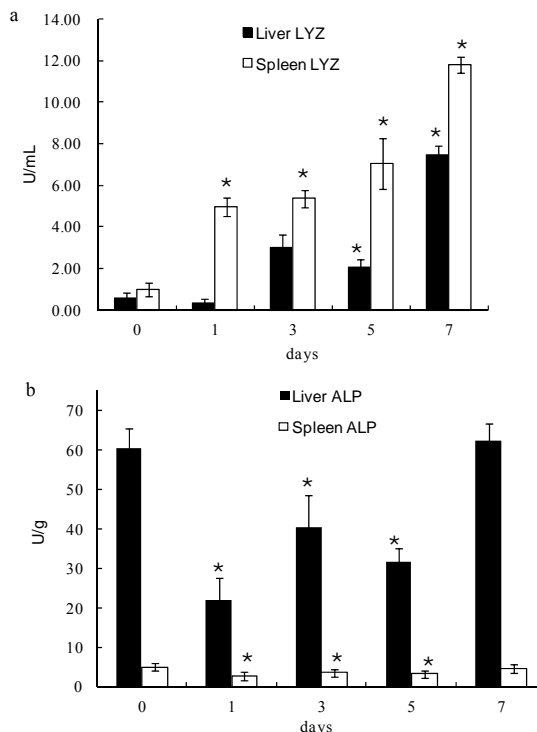 a
14.00
12.00
10.00
8.00
6.00
4.00
2.00
0.00
U/mL
Liver LYZ
Spleen LYZ
*
*
*
*
*
*
0 1 3 5 7
days
b
70
60
50
40
30
20
10
0
U/g
Liver ALP
Spleen ALP
*
*
*
*
*
*
0 1 3 5 7
days